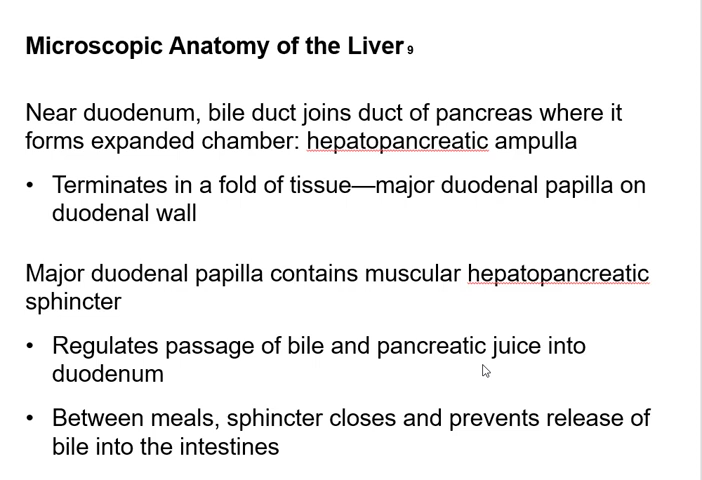 Microscopic Anatomy of the Liver 9
Near duodenum, bile duct joins duct of pancreas where it
forms expanded chamber: hepatopancreatic ampulla
• Terminates in a fold of tissue—major duodenal papilla on
duodenal wall
Major duodenal papilla contains muscular hepatopancreatic
sphincter
• Regulates passage of bile and pancreatic juice into
duodenum
• Between meals, sphincter closes and prevents release of
bile into the intestines